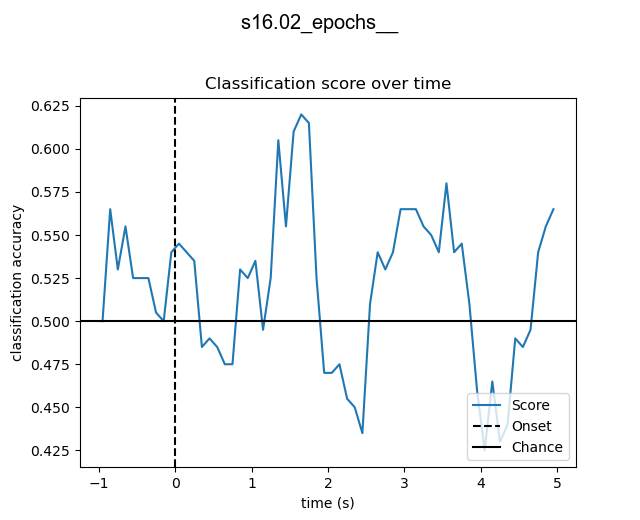 s16.02_epochs__
Classification score over time
classification accuracy
0.625
0.600
0.575
0.550
0.525
0.500
0.475
0.450
0.425
−1
0
1
2
3
4
5
time (s)
Score
Onset
Chance